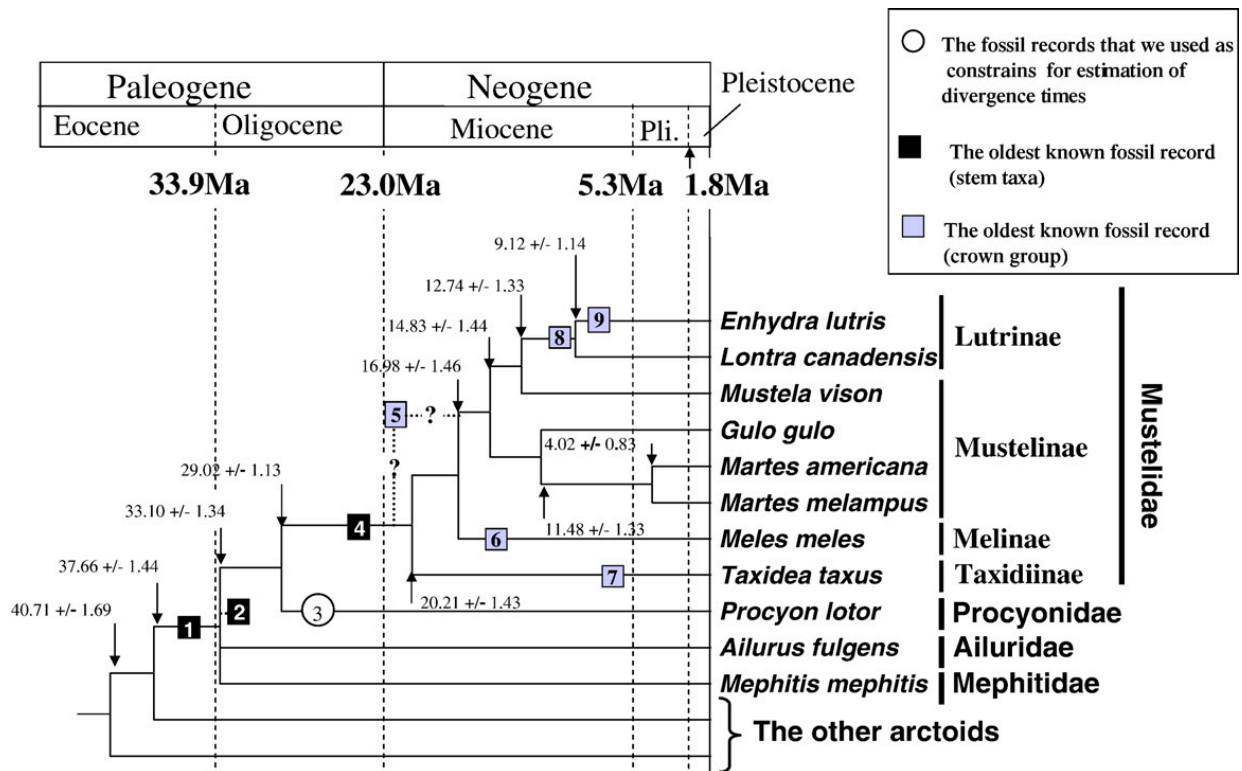 The fossil records that we used as
constrains for estimation of
divergence times
The oldest known fossil record
(stem taxa)
The oldest known fossil record
(crown group)
Paleogene
Neogene
Pleistocene
Eocene
Oligocene
Miocene
Pli.
33.9Ma
23.0Ma
5.3Ma
1.8Ma
9.12 +/- 1.14
12.74 +/- 1.33
14.83 +/- 1.44
16.98 +/- 1.46
29.02 +/- 1.13
33.10 +/- 1.34
37.66 +/- 1.44
40.71 +/- 1.69
4.02 +/- 0.83
11.48 +/- 1.33
20.21 +/- 1.43
9
8
5
?
?
4
6
7
3
2
1
Enhydra lutris
Lontra canadensis
Mustela vison
Gulo gulo
Martes americana
Martes melampus
Meles meles
Taxidea taxus
Procyon lotor
Ailurus fulgens
Mephitis mephitis
Lutrinae
Mustelinae
Melinae
Taxidiinae
Procyonidae
Ailuridae
Mephitidae
Mustelidae
The other arctoids